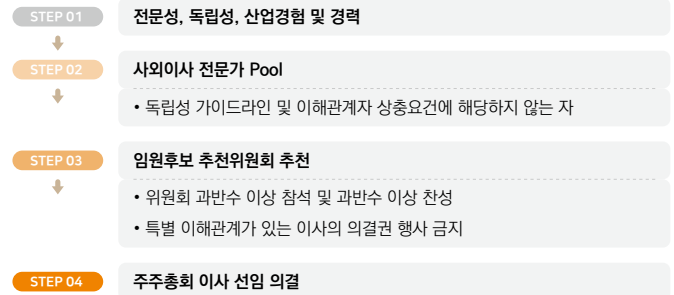 STEP 01
전문성, 독립성, 산업경험 및 경력
STEP 02
사외이사 전문가 Pool
• 독립성 가이드라인 및 이해관계자 상충요건에 해당하지 않는 자
STEP 03
임원후보 추천위원회 추천
• 위원회 과반수 이상 참석 및 과반수 이상 찬성
• 특별 이해관계가 있는 이사의 의결권 행사 금지
STEP 04
주주총회 이사 선임 의결